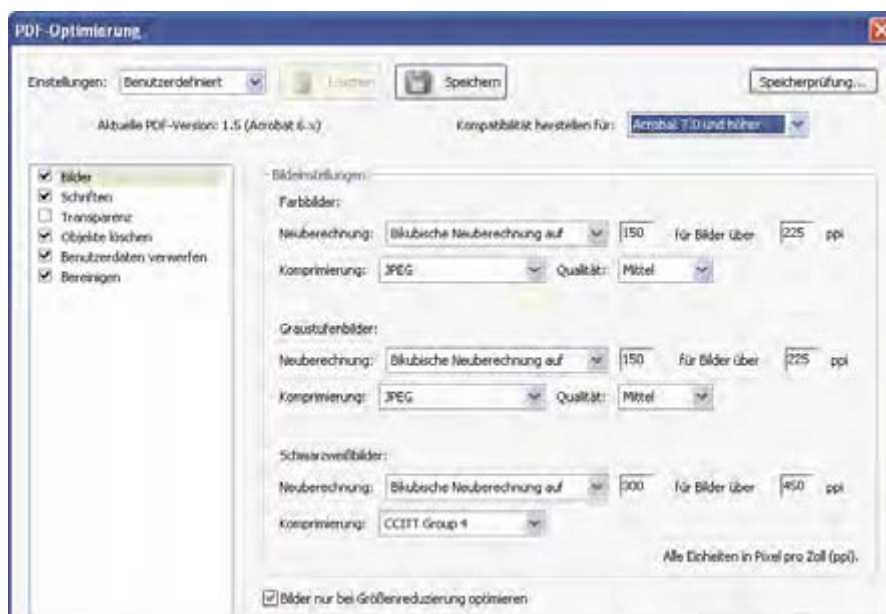 PDF-Optimierung
Einstellungen: Benutzerdefiniert Löschen Speichern Speicherprüfung...
Aktuelle PDF-Version: 1.5 (Acrobat 6.x) Kompatibilität herstellen für: Acrobat 7.0 und höher
Bilder
Schriften
Transparenz
Objekte löschen
Benutzerdaten verwerfen
Bereinigen
Bildeinstellungen
Farbbilder:
Neuberechnung: Bikubische Neuberechnung auf 150 für Bilder über 225 ppi
Komprimierung: JPEG Qualität: Mittel
Graustufenbilder:
Neuberechnung: Bikubische Neuberechnung auf 150 für Bilder über 225 ppi
Komprimierung: JPEG Qualität: Mittel
Schwarzweißbilder:
Neuberechnung: Bikubische Neuberechnung auf 300 für Bilder über 450 ppi
Komprimierung: CCITT Group 4
Alle Einheiten in Pixel pro Zoll (ppi).
Bilder nur bei Größenreduzierung optimieren